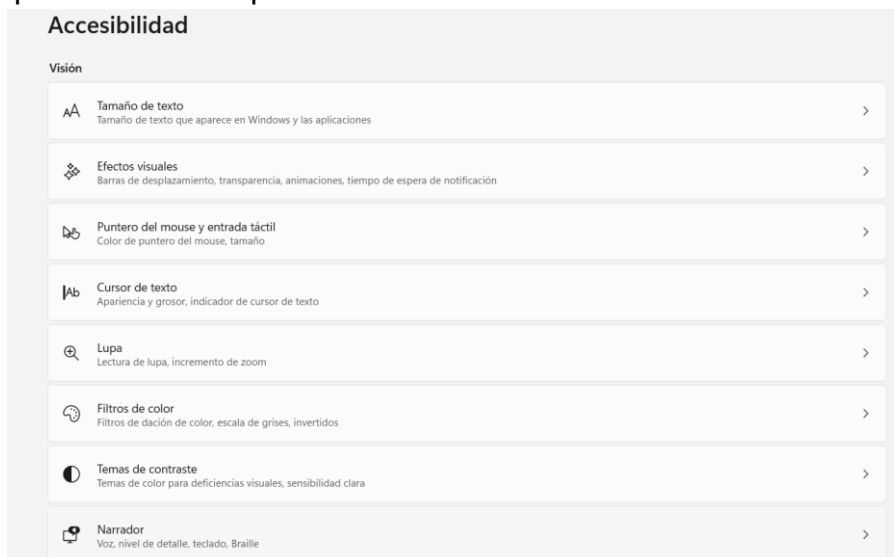 Accesibilidad
Visión
Tamaño de texto
Tamaño de texto que aparece en Windows y las aplicaciones
Efectos visuales
Barras de desplazamiento, transparencia, animaciones, tiempo de espera de notificación
Puntero del mouse y entrada táctil
Color de puntero del mouse, tamaño
Cursor de texto
Apariencia y grosor, indicador de cursor de texto
Lupa
Lectura de lupa, incremento de zoom
Filtros de color
Filtros de dación de color, escala de grises, invertidos
Temas de contraste
Temas de color para deficiencias visuales, sensibilidad clara
Narrador
Voz, nivel de detalle, teclado, Braille